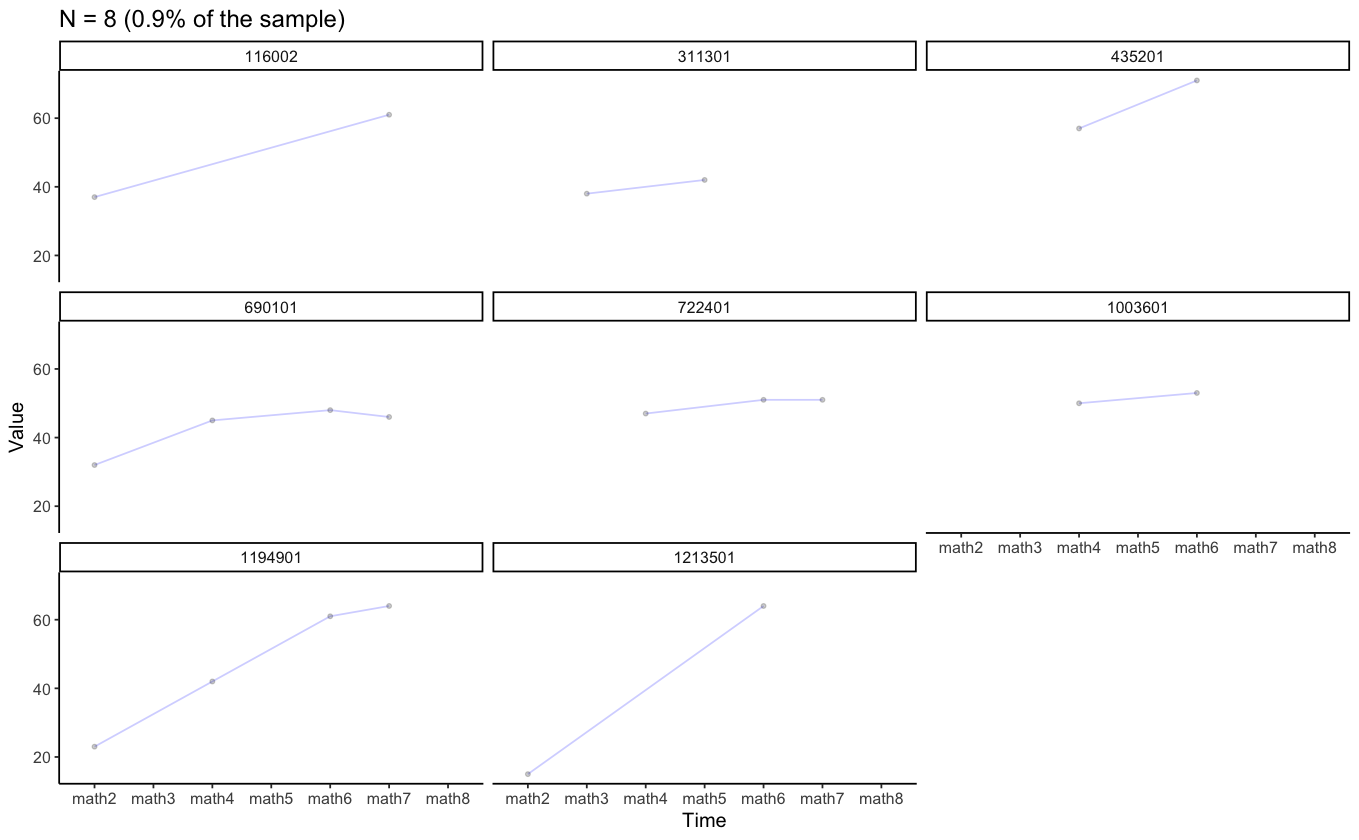 N = 8 (0.9% of the sample)
116002 311301 435201
60
40
20
690101 722401 1003601
60
40
20
Value
math2 math3 math4 math5 math6 math7 math8
1194901 1213501
60
40
20
math2 math3 math4 math5 math6 math7 math8 math2 math3 math4 math5 math6 math7 math8
Time